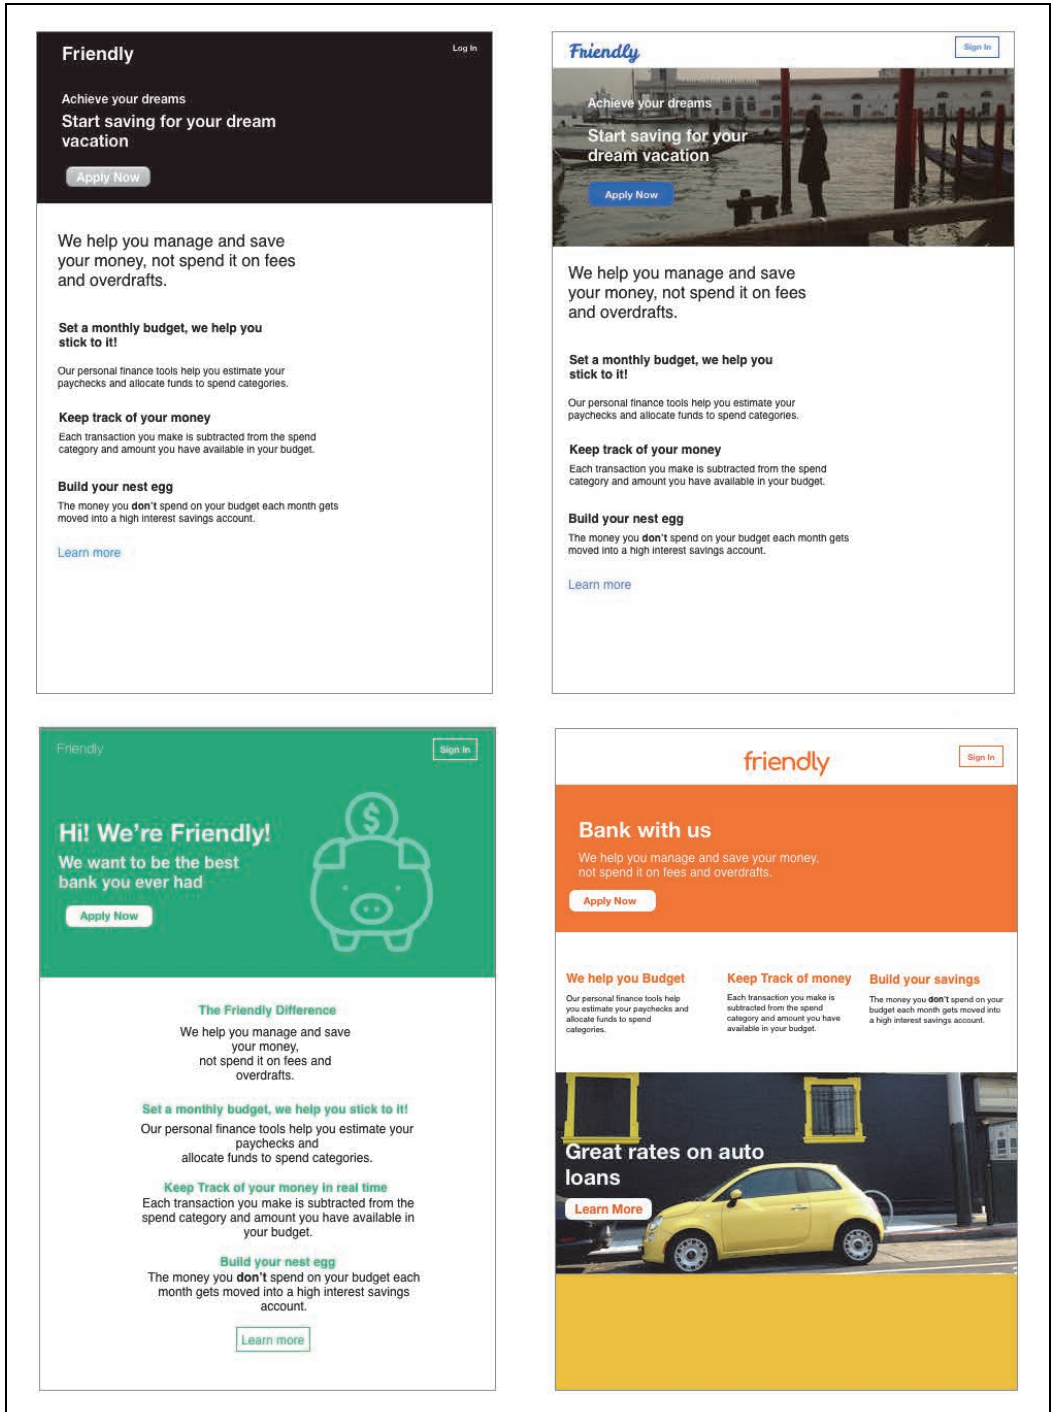 Friendly
Log In
Achieve your dreams
Start saving for your dream
vacation
Apply Now
We help you manage and save
your money, not spend it on fees
and overdrafts.
Set a monthly budget, we help you
stick to it!
Our personal finance tools help you estimate your
paychecks and allocate funds to spend categories.
Keep track of your money
Each transaction you make is subtracted from the spend
category and amount you have available in your budget.
Build your nest egg
The money you don't spend on your budget each month gets
moved into a high interest savings account.
Learn more
Friendly
Sign In
Achieve your dreams
Start saving for your
dream vacation
Apply Now
We help you manage and save
your money, not spend it on fees
and overdrafts.
Set a monthly budget, we help you
stick to it!
Our personal finance tools help you estimate your
paychecks and allocate funds to spend categories.
Keep track of your money
Each transaction you make is subtracted from the spend
category and amount you have available in your budget.
Build your nest egg
The money you don't spend on your budget each month gets
moved into a high interest savings account.
Learn more
Friendly
Sign In
Hi! We're Friendly!
We want to be the best
bank you ever had
Apply Now
The Friendly Difference
We help you manage and save
your money,
not spend it on fees and
overdrafts.
Set a monthly budget, we help you stick to it!
Our personal finance tools help you estimate your
paychecks and
allocate funds to spend categories.
Keep Track of your money in real time
Each transaction you make is subtracted from the
spend category and amount you have available in
your budget.
Build your nest egg
The money you don't spend on your budget each
month gets moved into a high interest savings
account.
Learn more
friendly
Sign In
Bank with us
We help you manage and save your money,
not spend it on fees and overdrafts.
Apply Now
We help you Budget
Our personal finance tools help
you estimate your paychecks and
allocate funds to spend
categories.
Keep Track of money
Each transaction you make is
subtracted from the spend
category and amount you have
available in your budget.
Build your savings
The money you don't spend on your
budget each month gets moved into
a high interest savings account.
Great rates on auto
loans
Learn More